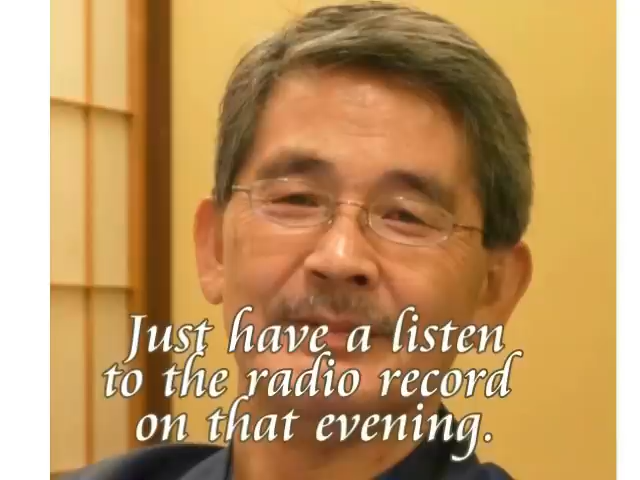 Just have a listen
to the radio record
on that evening.